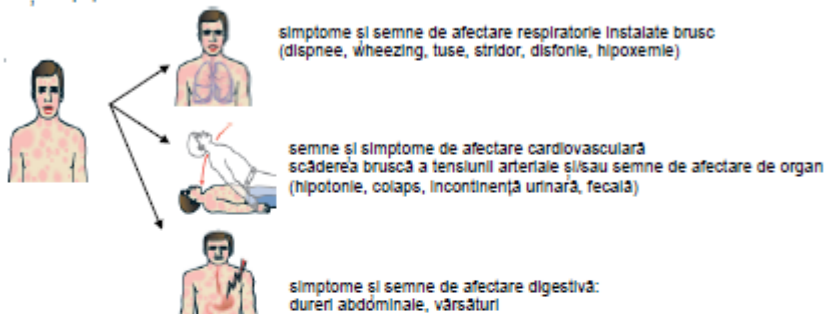 simptome și semne de afectare respiratorie instalate brusc
(dispnee, wheezing, tuse, stridor, disfonie, hipoxemie)
semne și simptome de afectare cardiovasculară
scăderea bruscă a tensiunii arteriale și/sau semne de afectare de organ
(hipotonie, colaps, incontinență urinară, fecală)
simptome și semne de afectare digestivă:
dureri abdominale, vărsături